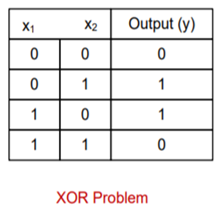 x₁ x₂ Output (y)
0 0 0
0 1 1
1 0 1
1 1 0
XOR Problem